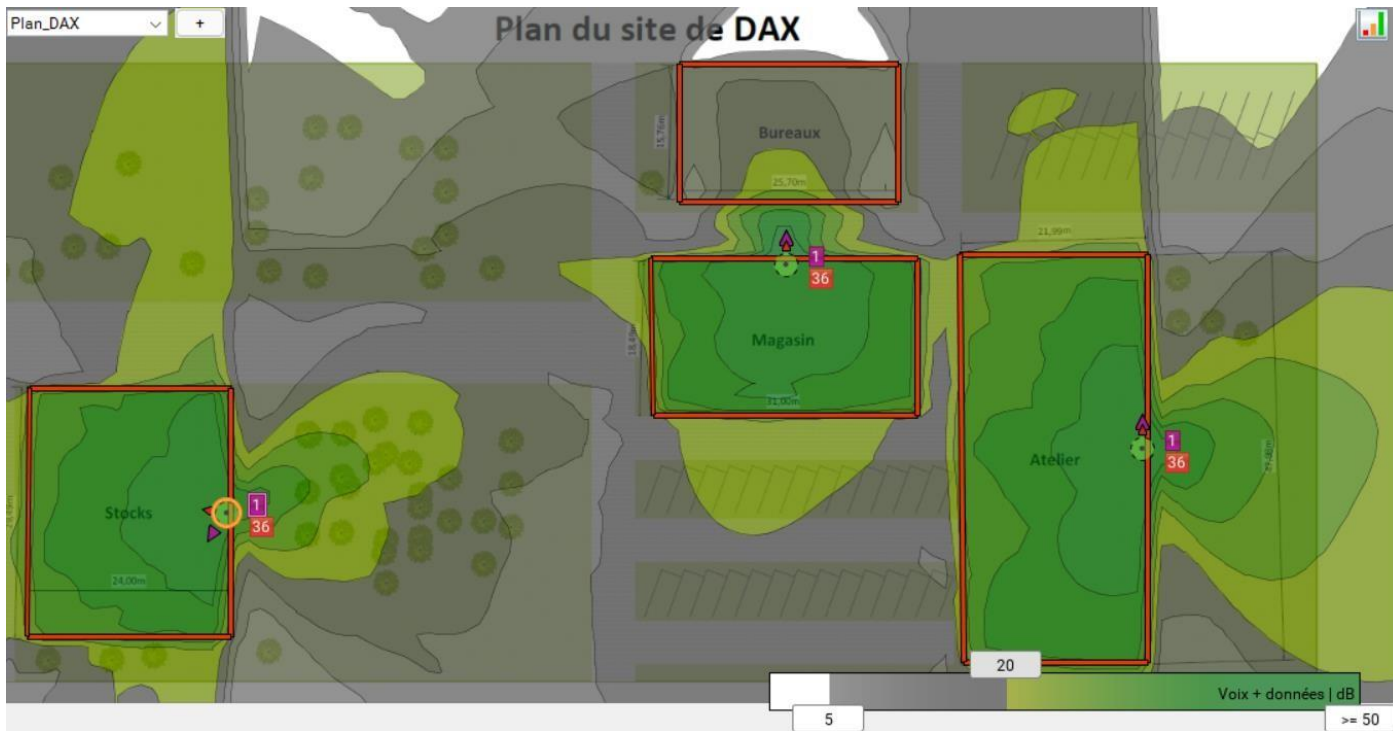 Plan_DAX
+
Plan du site de DAX
Bureaux
15,76m
25,70m
21,99m
1
36
Magasin
31,00m
Atelier
1
36
Stocks
1
36
24,00m
20
Voix + données | dB
5
>= 50